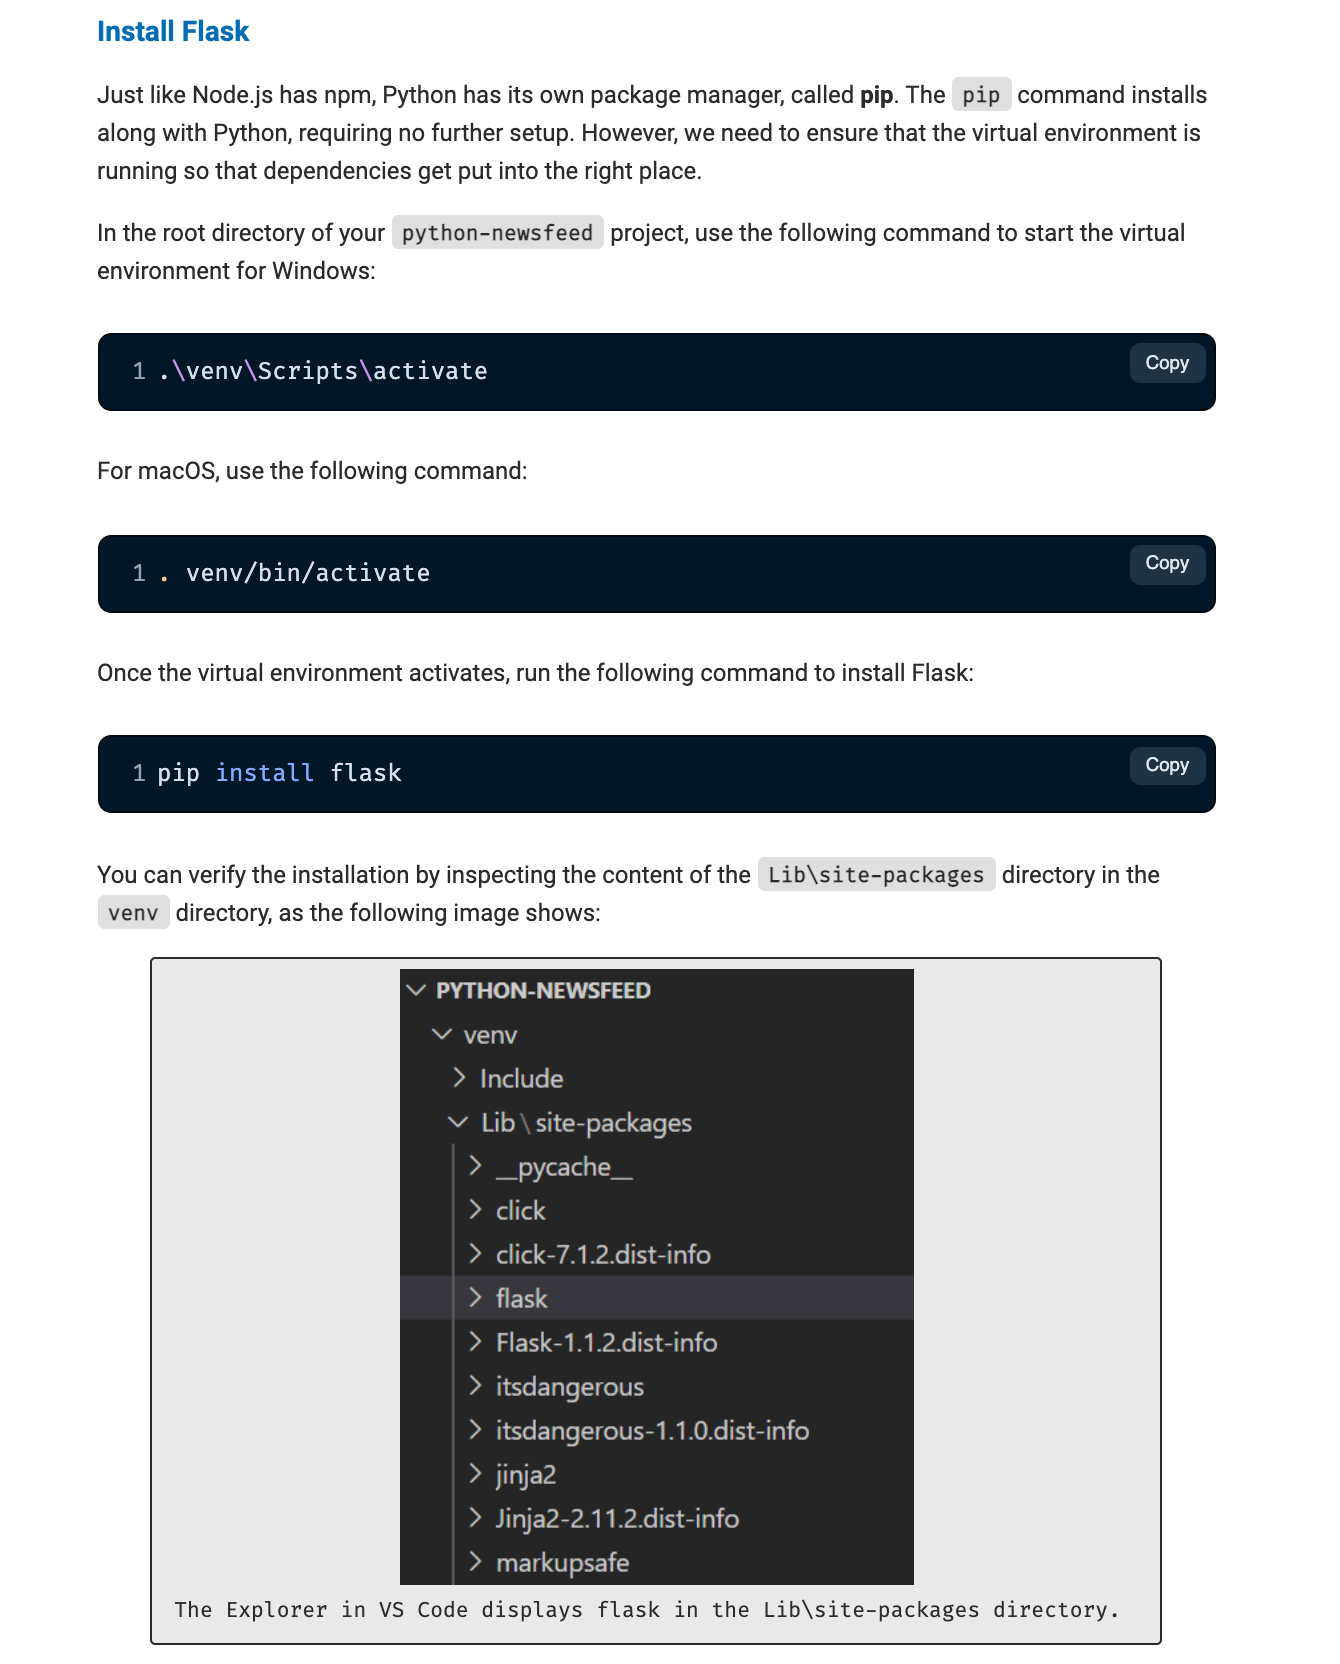 Install Flask
Just like Node.js has npm, Python has its own package manager, called pip. The pip command installs
along with Python, requiring no further setup. However, we need to ensure that the virtual environment is
running so that dependencies get put into the right place.
In the root directory of your python-newsfeed project, use the following command to start the virtual
environment for Windows:
1 .\venv\Scripts\activate
Copy
For macOS, use the following command:
1 . venv/bin/activate
Copy
Once the virtual environment activates, run the following command to install Flask:
1 pip install flask
Copy
You can verify the installation by inspecting the content of the Lib\site-packages directory in the
venv directory, as the following image shows:
PYTHON-NEWSFEED
venv
Include
Lib \ site-packages
__pycache__
click
click-7.1.2.dist-info
flask
Flask-1.1.2.dist-info
itsdangerous
itsdangerous-1.1.0.dist-info
jinja2
Jinja2-2.11.2.dist-info
markupsafe
The Explorer in VS Code displays flask in the Lib\site-packages directory.